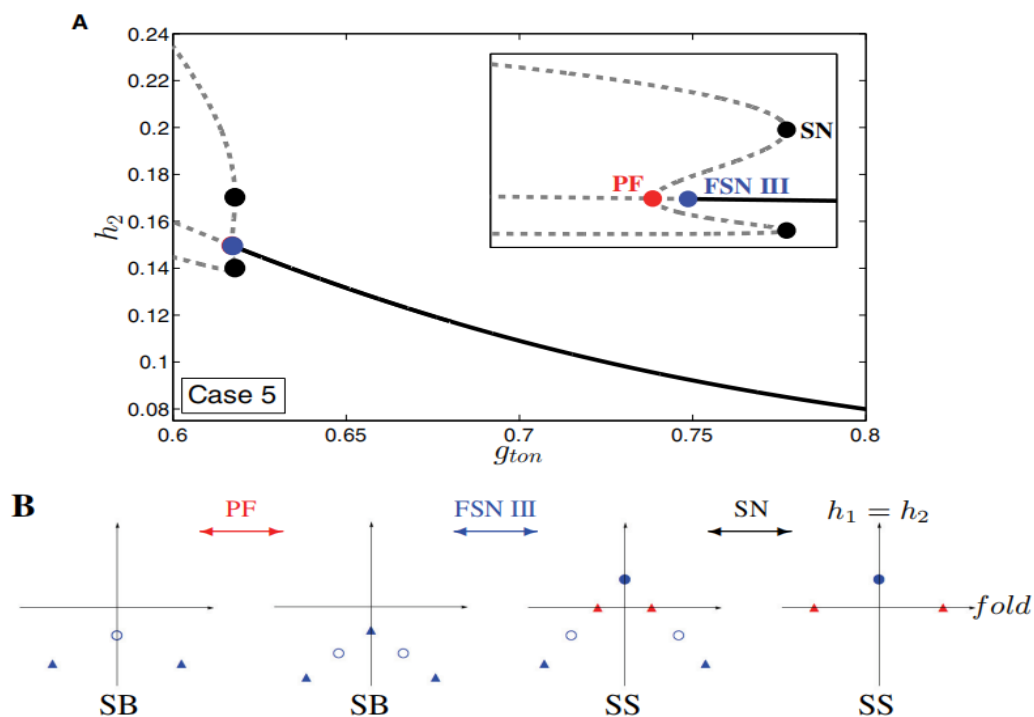 A
0.24
0.22
0.2
0.18
0.16
0.14
0.12
0.1
0.08
h₂
SN
PF
FSN III
Case 5
0.6
0.65
0.7
0.75
0.8
g_{ton}
B
PF
FSN III
SN
h₁ = h₂
fold
SB
SB
SS
SS